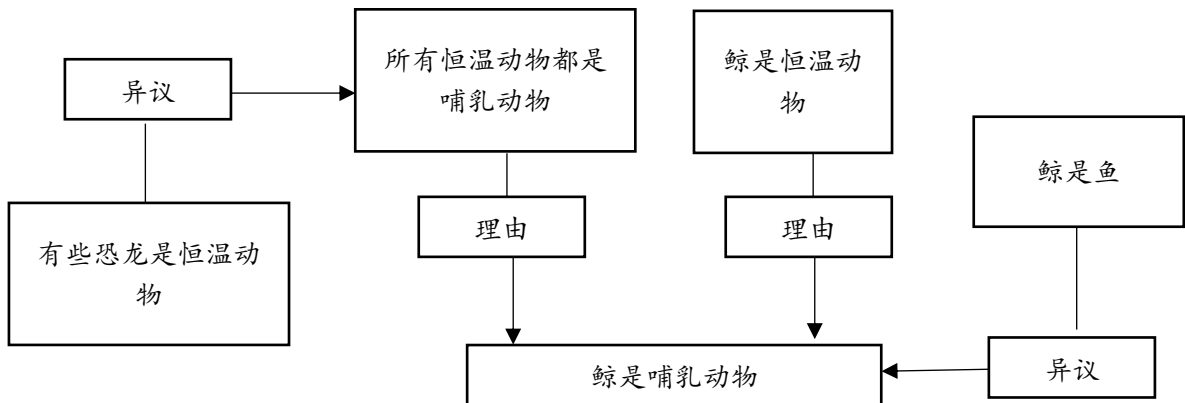 所有恒温动物都是
哺乳动物
鲸是恒温动
物
异议
鲸是鱼
有些恐龙是恒温动
物
理由
理由
鲸是哺乳动物
异议